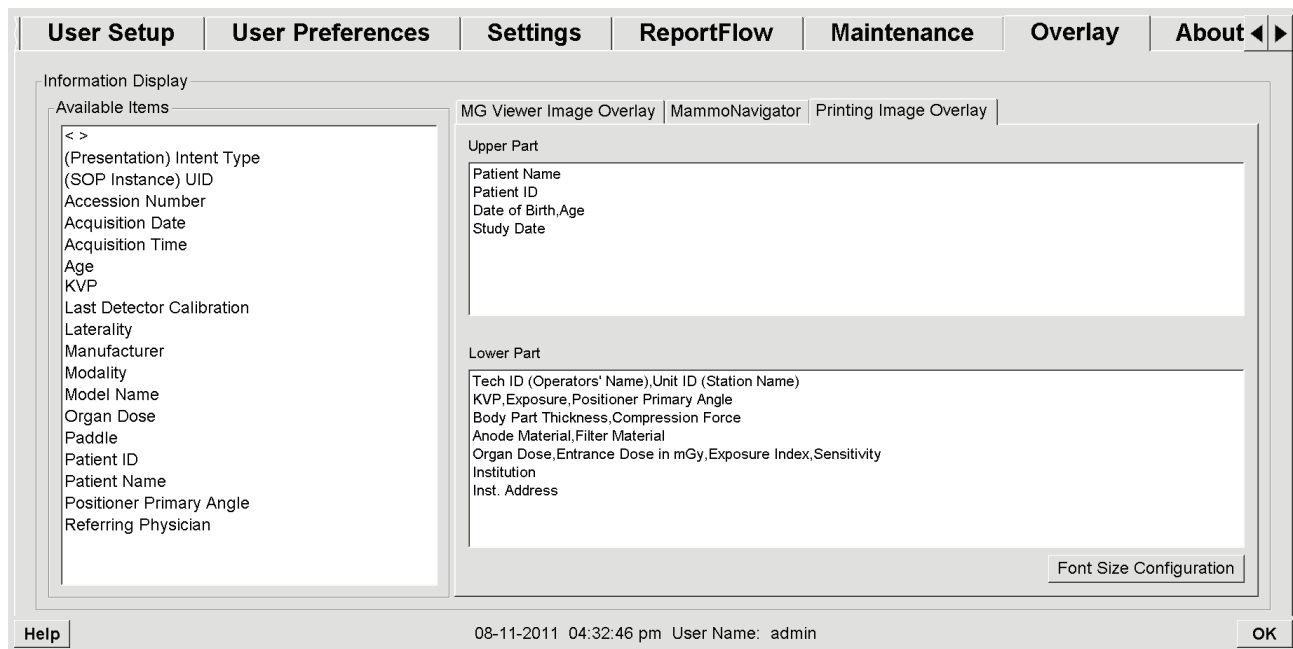 User Setup User Preferences Settings ReportFlow Maintenance Overlay About
Information Display
Available Items
< >
(Presentation) Intent Type
(SOP Instance) UID
Accession Number
Acquisition Date
Acquisition Time
Age
KVP
Last Detector Calibration
Laterality
Manufacturer
Modality
Model Name
Organ Dose
Paddle
Patient ID
Patient Name
Positioner Primary Angle
Referring Physician
MG Viewer Image Overlay MammoNavigator Printing Image Overlay
Upper Part
Patient Name
Patient ID
Date of Birth,Age
Study Date
Lower Part
Tech ID (Operators' Name),Unit ID (Station Name)
KVP,Exposure,Positioner Primary Angle
Body Part Thickness,Compression Force
Anode Material,Filter Material
Organ Dose,Entrance Dose in mGy,Exposure Index,Sensitivity
Institution
Inst. Address
Font Size Configuration
Help 08-11-2011 04:32:46 pm User Name: admin OK